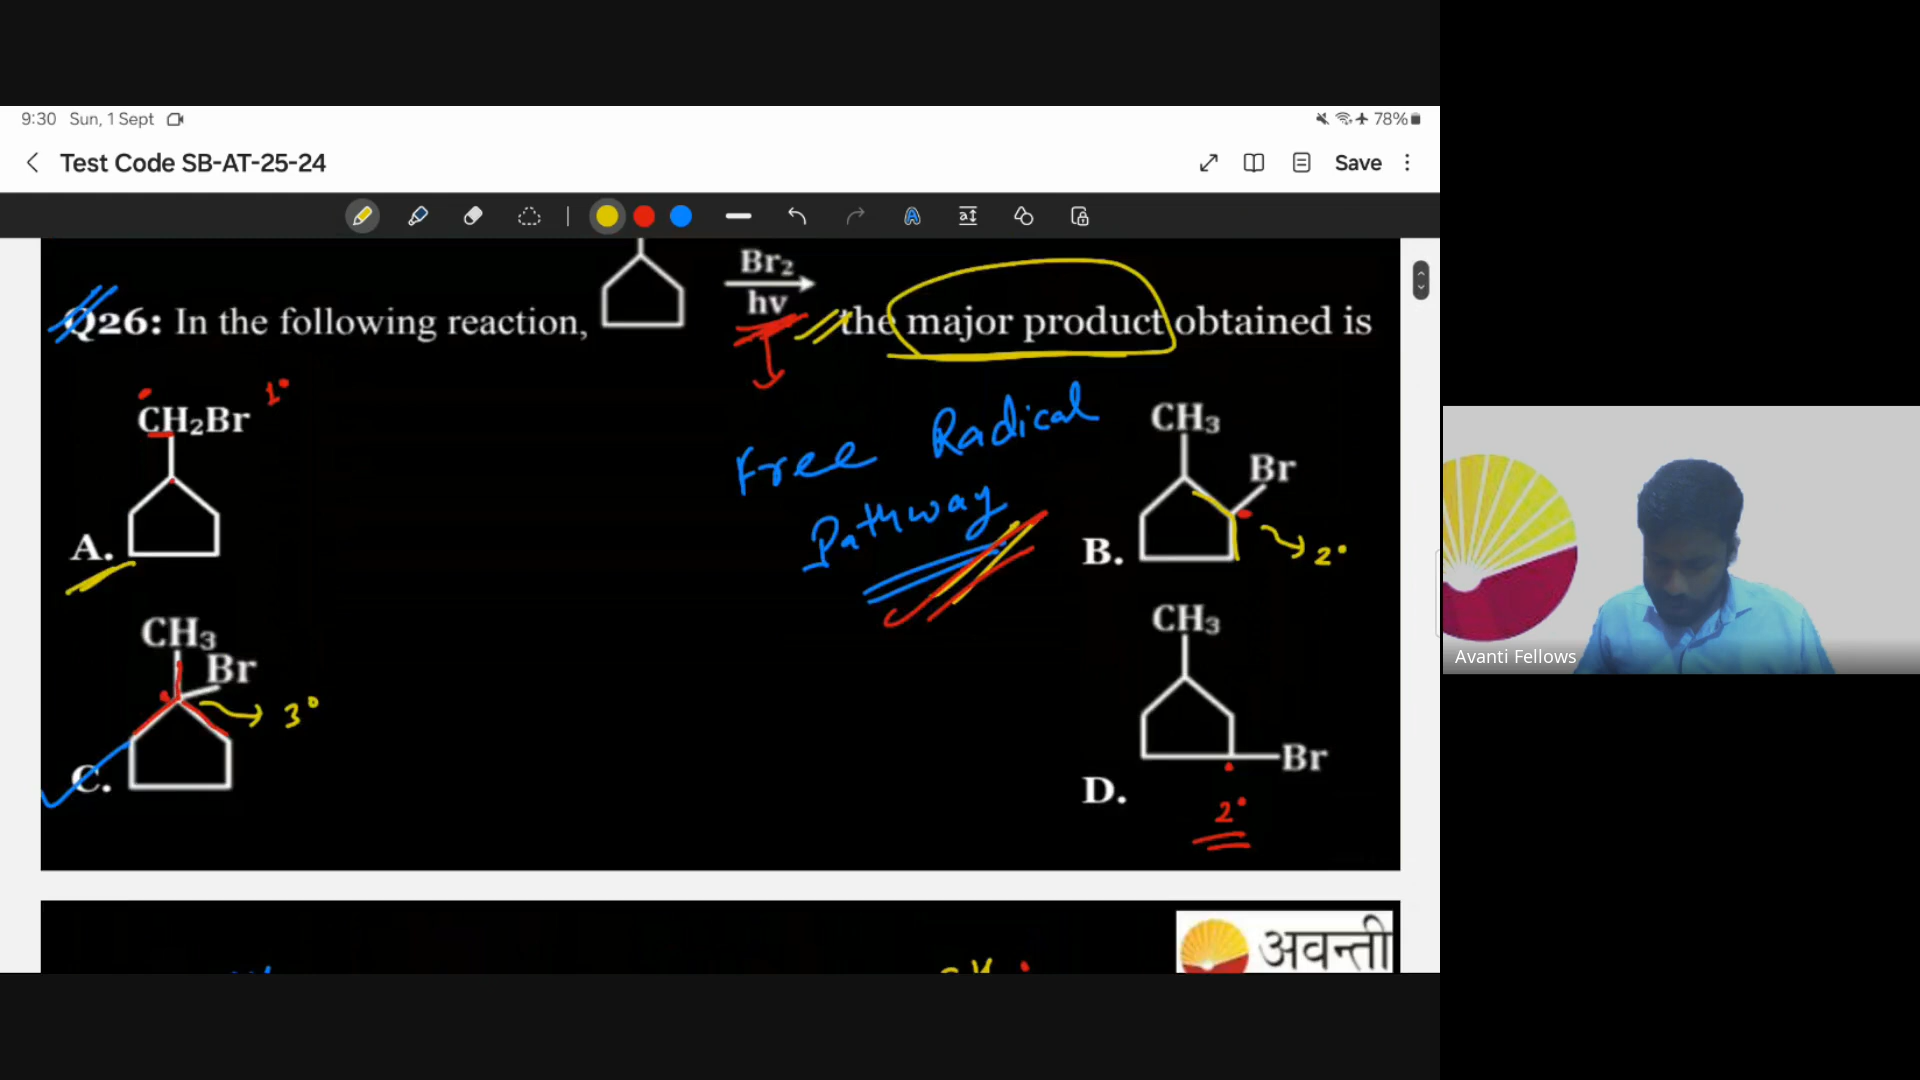 9:30 Sun, 1 Sept
78%
Test Code SB-AT-25-24
Save
Br₂
hν
Q26: In the following reaction, the major product obtained is
1°
CH₂Br
A.
Free Radical
Pathway
CH₃
Br
B.
2°
CH₃
Br
3°
C.
CH₃
Br
D.
2°
अवन्ती
Avanti Fellows